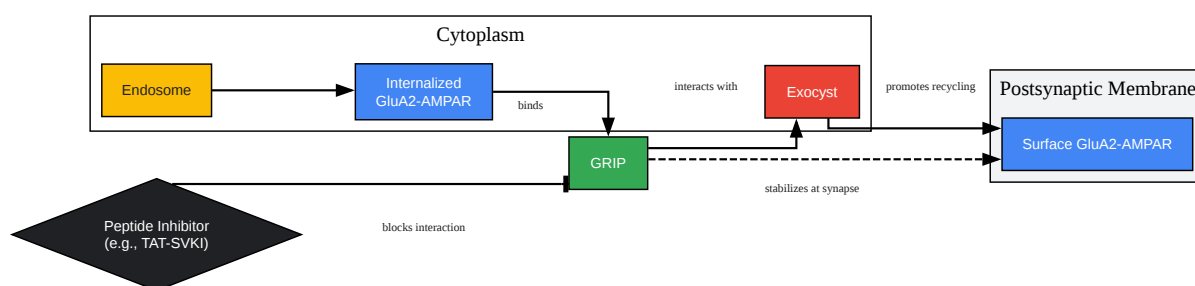 Cytoplasm
Endosome
Internalized
GluA2-AMPAR
binds
interacts with
Exocyst
promotes recycling
Postsynaptic Membrane
Surface GluA2-AMPAR
GRIP
stabilizes at synapse
Peptide Inhibitor
(e.g., TAT-SVKI)
blocks interaction